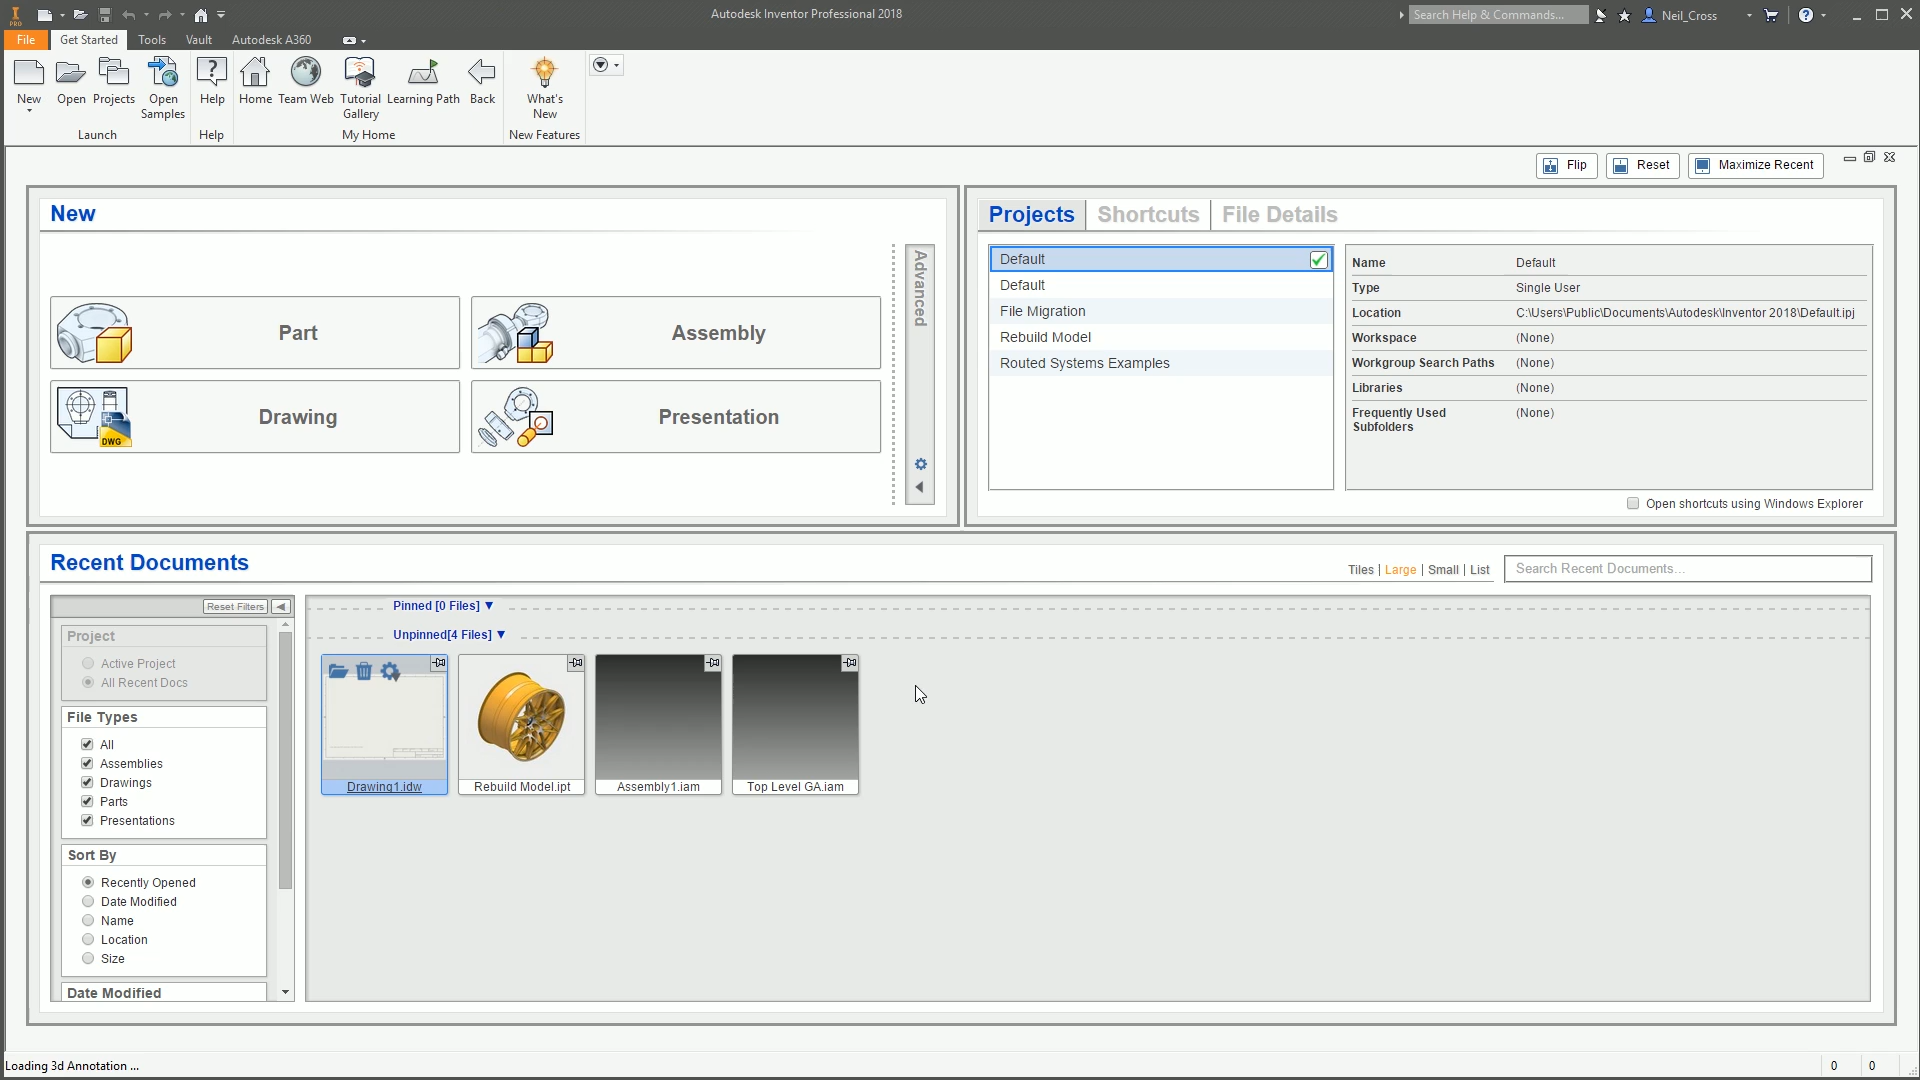 PRO
Autodesk Inventor Professional 2018
Search Help & Commands...
Neil_Cross
File
Get Started
Tools
Vault
Autodesk A360
New
Open
Projects
Open Samples
Help
Home
Team Web
Tutorial Gallery
Learning Path
Back
What's New
Launch
Help
My Home
New Features
Flip
Reset
Maximize Recent
New
Part
Assembly
Drawing
DWG
Presentation
Advanced
Projects
Shortcuts
File Details
Default
Default
File Migration
Rebuild Model
Routed Systems Examples
Name Default
Type Single User
Location C:\Users\Public\Documents\Autodesk\Inventor 2018\Default.ipj
Workspace (None)
Workgroup Search Paths (None)
Libraries (None)
Frequently Used Subfolders (None)
Open shortcuts using Windows Explorer
Recent Documents
Tiles | Large | Small | List
Search Recent Documents...
Reset Filters
Project
Active Project
All Recent Docs
File Types
All
Assemblies
Drawings
Parts
Presentations
Sort By
Recently Opened
Date Modified
Name
Location
Size
Date Modified
Pinned [0 Files]
Unpinned[4 Files]
Drawing1.idw
Rebuild Model.ipt
Assembly1.iam
Top Level GA.iam
Loading 3d Annotation ...
0
0